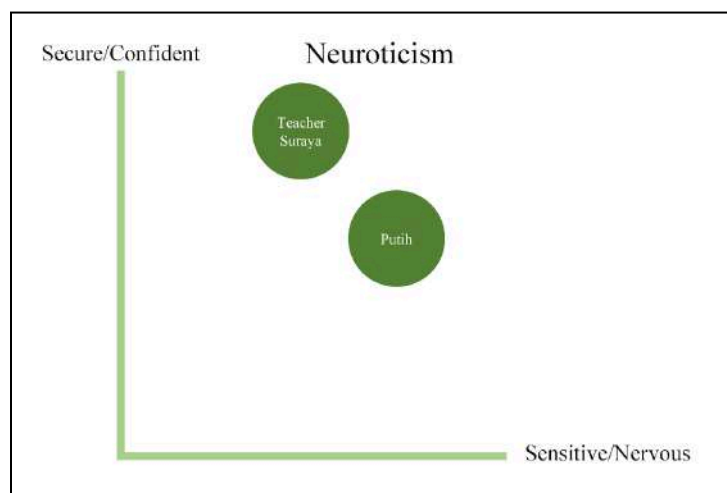 Neuroticism
Secure/Confident
Teacher
Suraya
Putih
Sensitive/Nervous